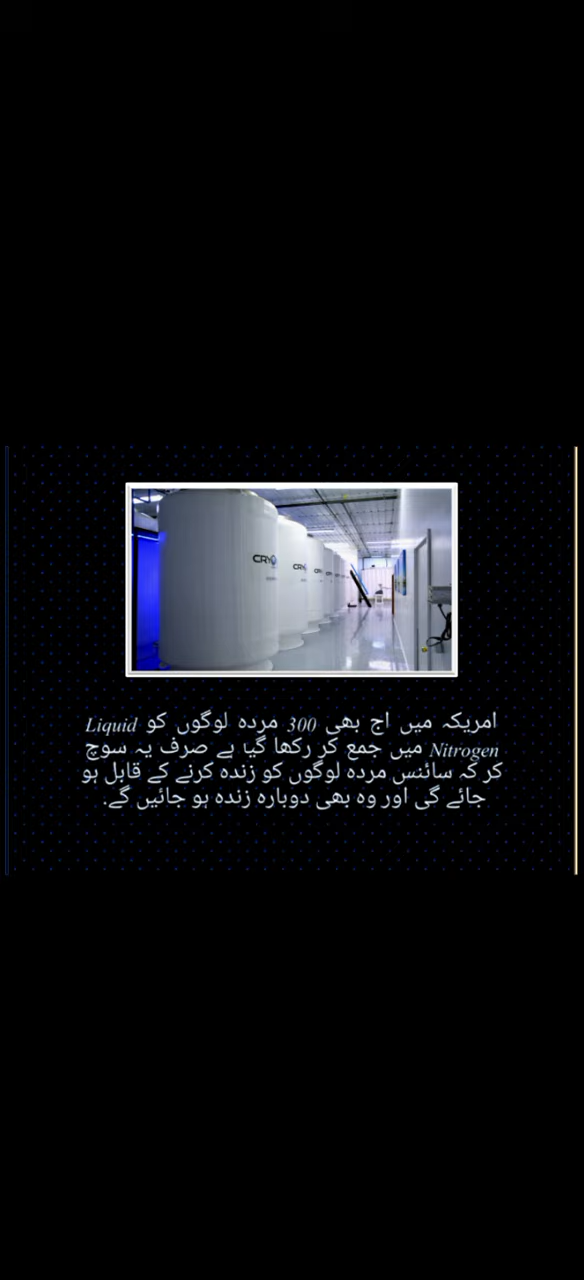 CRYO
CRYO
امریکہ میں اج بھی 300 مردہ لوگوں کو Liquid
Nitrogen میں جمع کر رکھا گیا ہے صرف یہ سوچ
کر کہ سائنس مردہ لوگوں کو زندہ کرنے کے قابل ہو
جائے گی اور وہ بھی دوبارہ زندہ ہو جائیں گے.